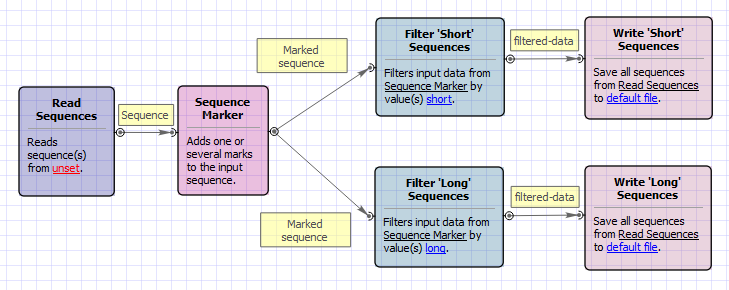 Read
Sequences
Reads
sequence(s)
from unset.
Sequence
Sequence
Marker
Adds one or
several marks
to the input
sequence.
Marked
sequence
Filter 'Short'
Sequences
Filters input data from
Sequence Marker by
value(s) short.
filtered-data
Write 'Short'
Sequences
Save all sequences
from Read Sequences
to default file.
Marked
sequence
Filter 'Long'
Sequences
Filters input data from
Sequence Marker by
value(s) long.
filtered-data
Write 'Long'
Sequences
Save all sequences
from Read Sequences
to default file.